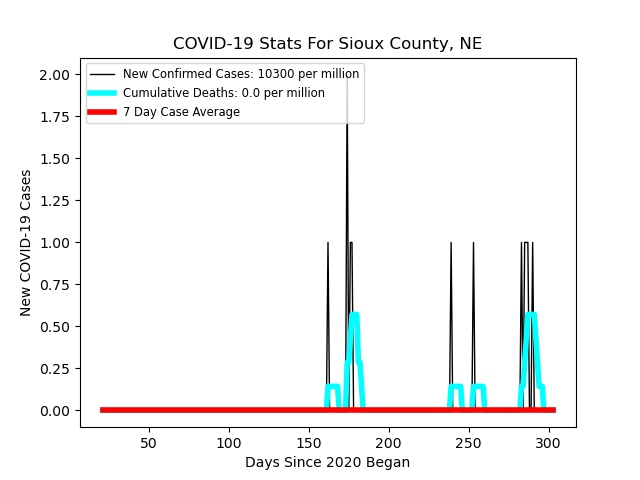 COVID-19 Stats For Sioux County, NE
New Confirmed Cases: 10300 per million
Cumulative Deaths: 0.0 per million
7 Day Case Average
New COVID-19 Cases
2.00
1.75
1.50
1.25
1.00
0.75
0.50
0.25
0.00
50 100 150 200 250 300
Days Since 2020 Began